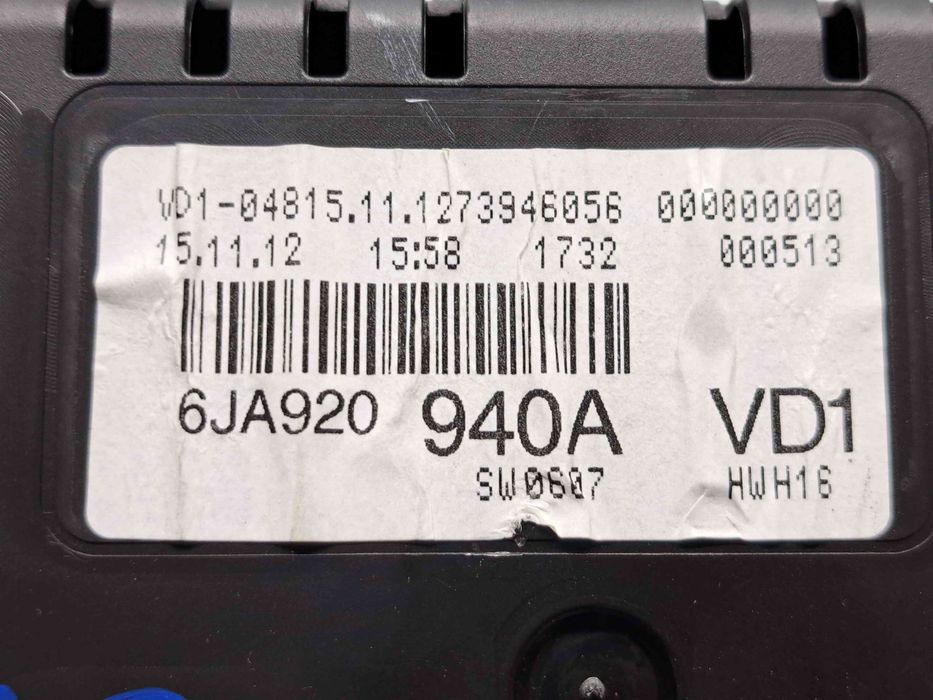 VD1-04815.11.1273946056 000000000
15.11.12 15:58 1732 000513
6JA920 940A VD1
SW0607 HWH16